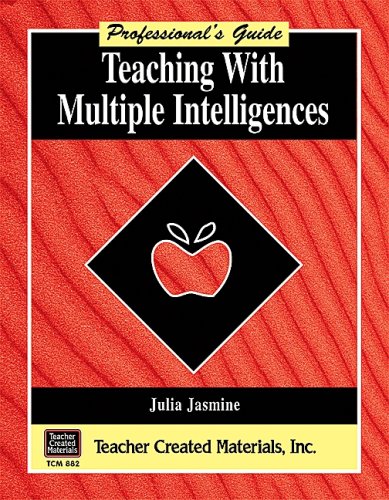 Professional's Guide
Teaching With
Multiple Intelligences
Julia Jasmine
Teacher
Created
Materials
TCM 882
Teacher Created Materials, Inc.